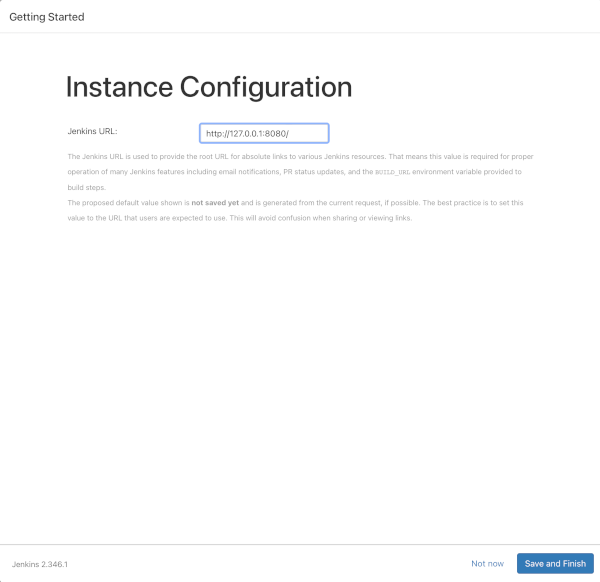 Getting Started
Instance Configuration
Jenkins URL: http://127.0.0.1:8080/
The Jenkins URL is used to provide the root URL for absolute links to various Jenkins resources. That means this value is required for proper
operation of many Jenkins features including email notifications, PR status updates, and the BUILD_URL environment variable provided to
build steps.
The proposed default value shown is not saved yet and is generated from the current request, if possible. The best practice is to set this
value to the URL that users are expected to use. This will avoid confusion when sharing or viewing links.
Jenkins 2.346.1 Not now Save and Finish